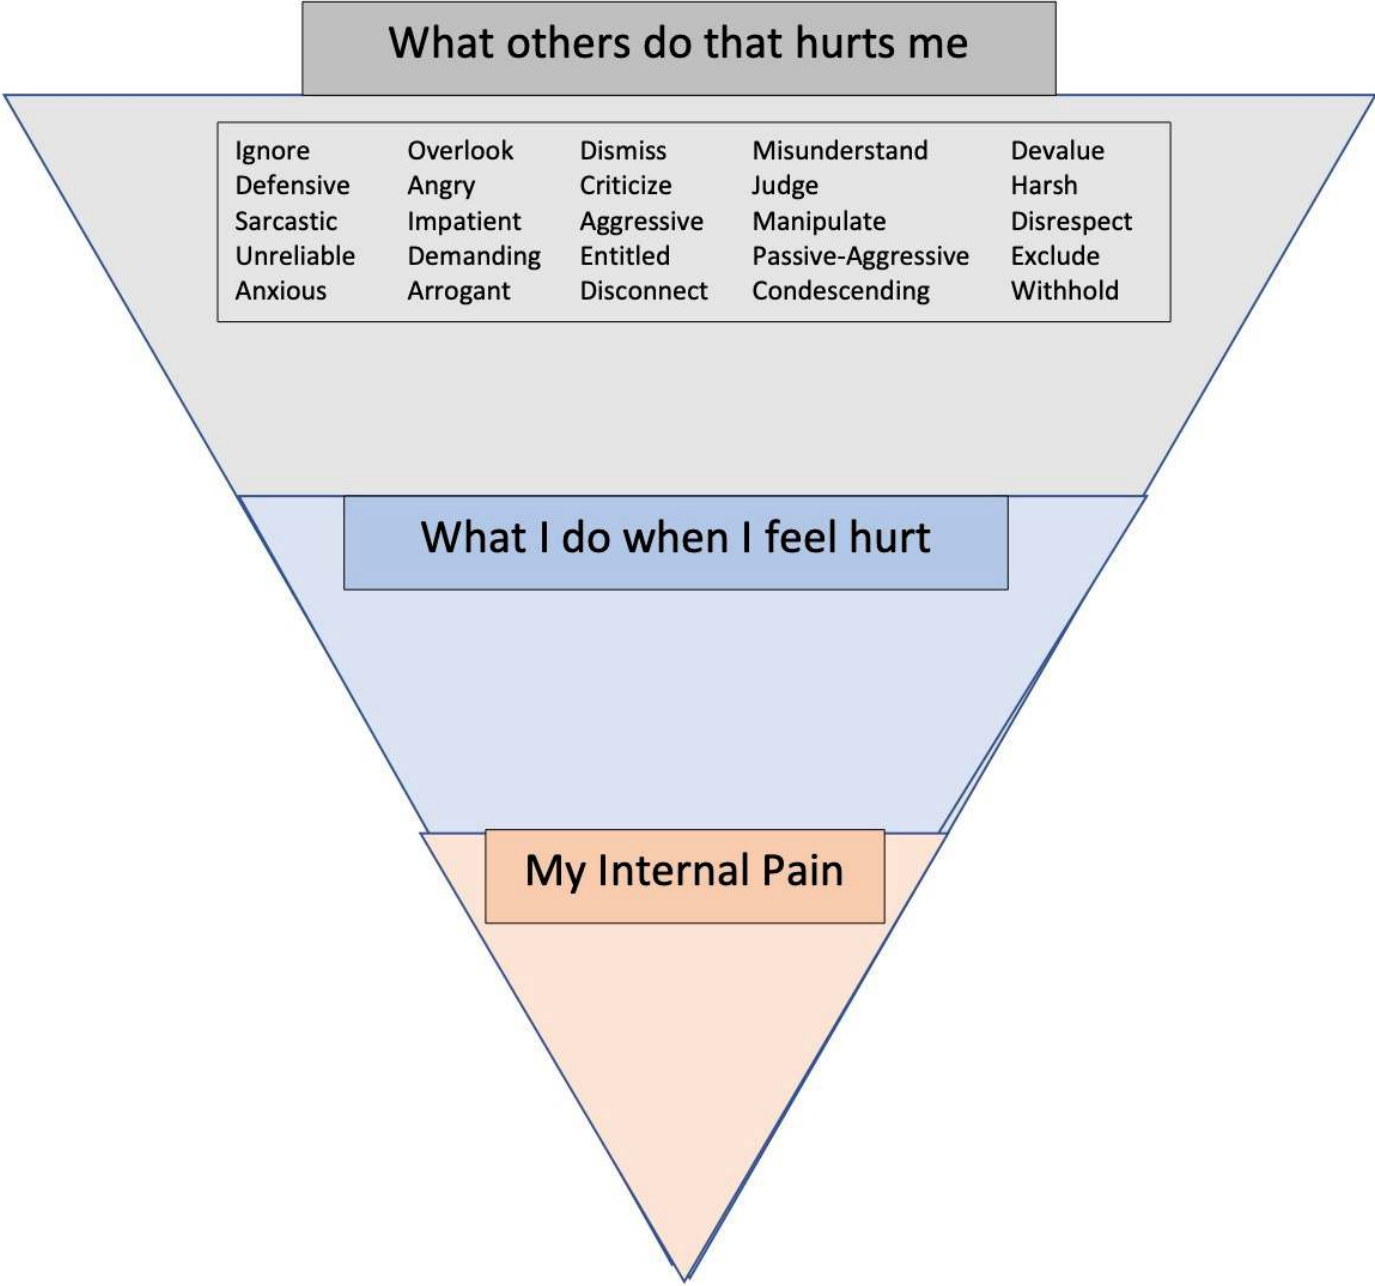 What others do that hurts me
Ignore Overlook Dismiss Misunderstand Devalue
Defensive Angry Criticize Judge Harsh
Sarcastic Impatient Aggressive Manipulate Disrespect
Unreliable Demanding Entitled Passive-Aggressive Exclude
Anxious Arrogant Disconnect Condescending Withhold
What I do when I feel hurt
My Internal Pain